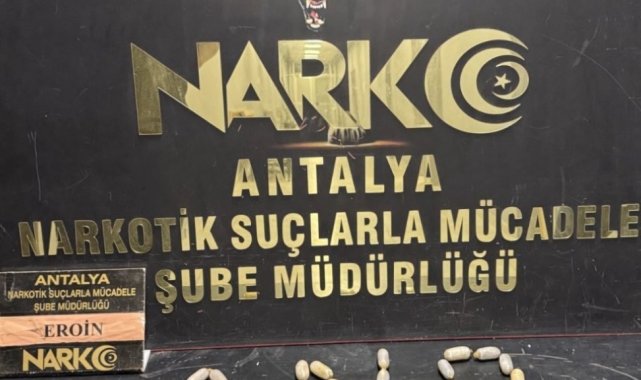 NARKO
ANTALYA
NARKOTİK SUÇLARLA MÜCADELE
ŞUBE MÜDÜRLÜĞÜ
ANTALYA
NARKOTİK SUÇLARLA MÜCADELE
ŞUBE MÜDÜRLÜĞÜ
EROİN
NARKO